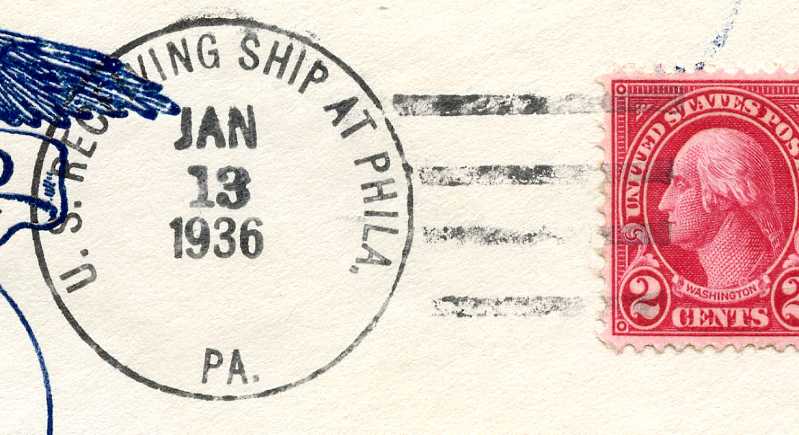 U. S. RECEIVING SHIP AT PHILA.
JAN
13
1936
PA.
UNITED STATES POS
WASHINGTON
2 CENTS 2